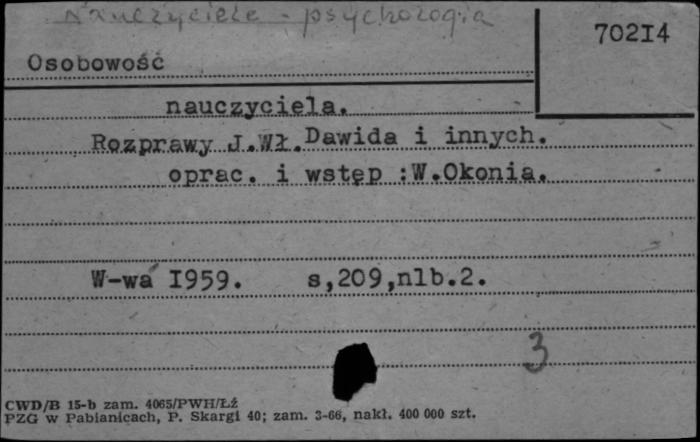 Nauczyciele - psychologia
70214
Osobowość
nauczyciela.
Rozprawy J.Wł.Dawida i innych.
oprac. i wstęp :W.Okonia.
W-wa 1959. s,209,nlb.2.
3
CWD/B 15-b zam. 4065/PWH/Łż
PZG w Pabianicach, P. Skargi 40; zam. 3-66, nakł. 400 000 szt.